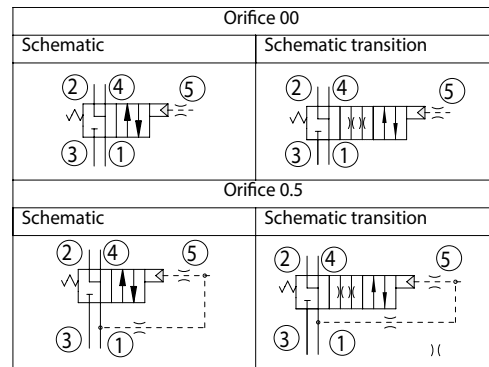 Orifice 00
Schematic Schematic transition
2 4 5 2 4 5
3 1 3 1
Orifice 0.5
Schematic Schematic transition
2 4 5 2 4 5
3 1 3 1